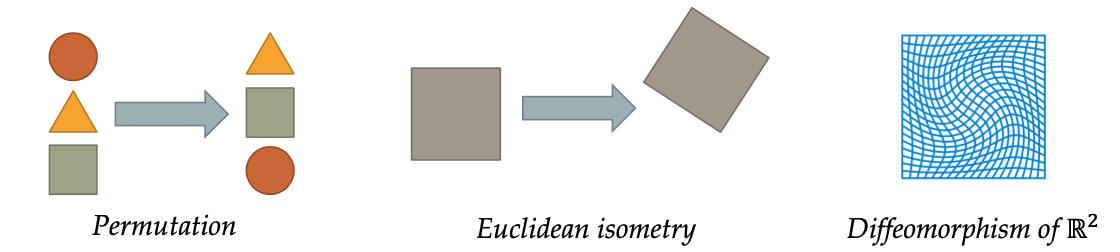 Permutation
Euclidean isometry
Diffeomorphism of ℝ²